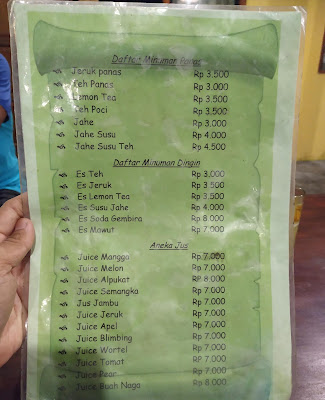 Daftar Minuman Panas
Jeruk panas Rp 3.500
Teh Panas Rp 3.000
Lemon Tea Rp 3.500
Teh Poci Rp 3.500
Jahe Rp 3.000
Jahe Susu Rp 4.000
Jahe Susu Teh Rp 4.500
Daftar Minuman Dingin
Es Teh Rp 3.000
Es Jeruk Rp 3.500
Es Lemon Tea Rp 3.500
Es Susu Jahe Rp 4.000
Es Soda Gembira Rp 8.000
Es Mawut Rp 7.000
Aneka Jus
Juice Mangga Rp 7.000
Juice Melon Rp 7.000
Juice Alpukat Rp 8.000
Juice Semangka Rp 7.000
Jus Jambu Rp 7.000
Juice Jeruk Rp 7.000
Juice Apel Rp 7.000
Juice Blimbing Rp 7.000
Juice Wortel Rp 7.000
Juice Tomat Rp 7.000
Juice Pear Rp 7.000
Juice Buah Naga Rp 8.000